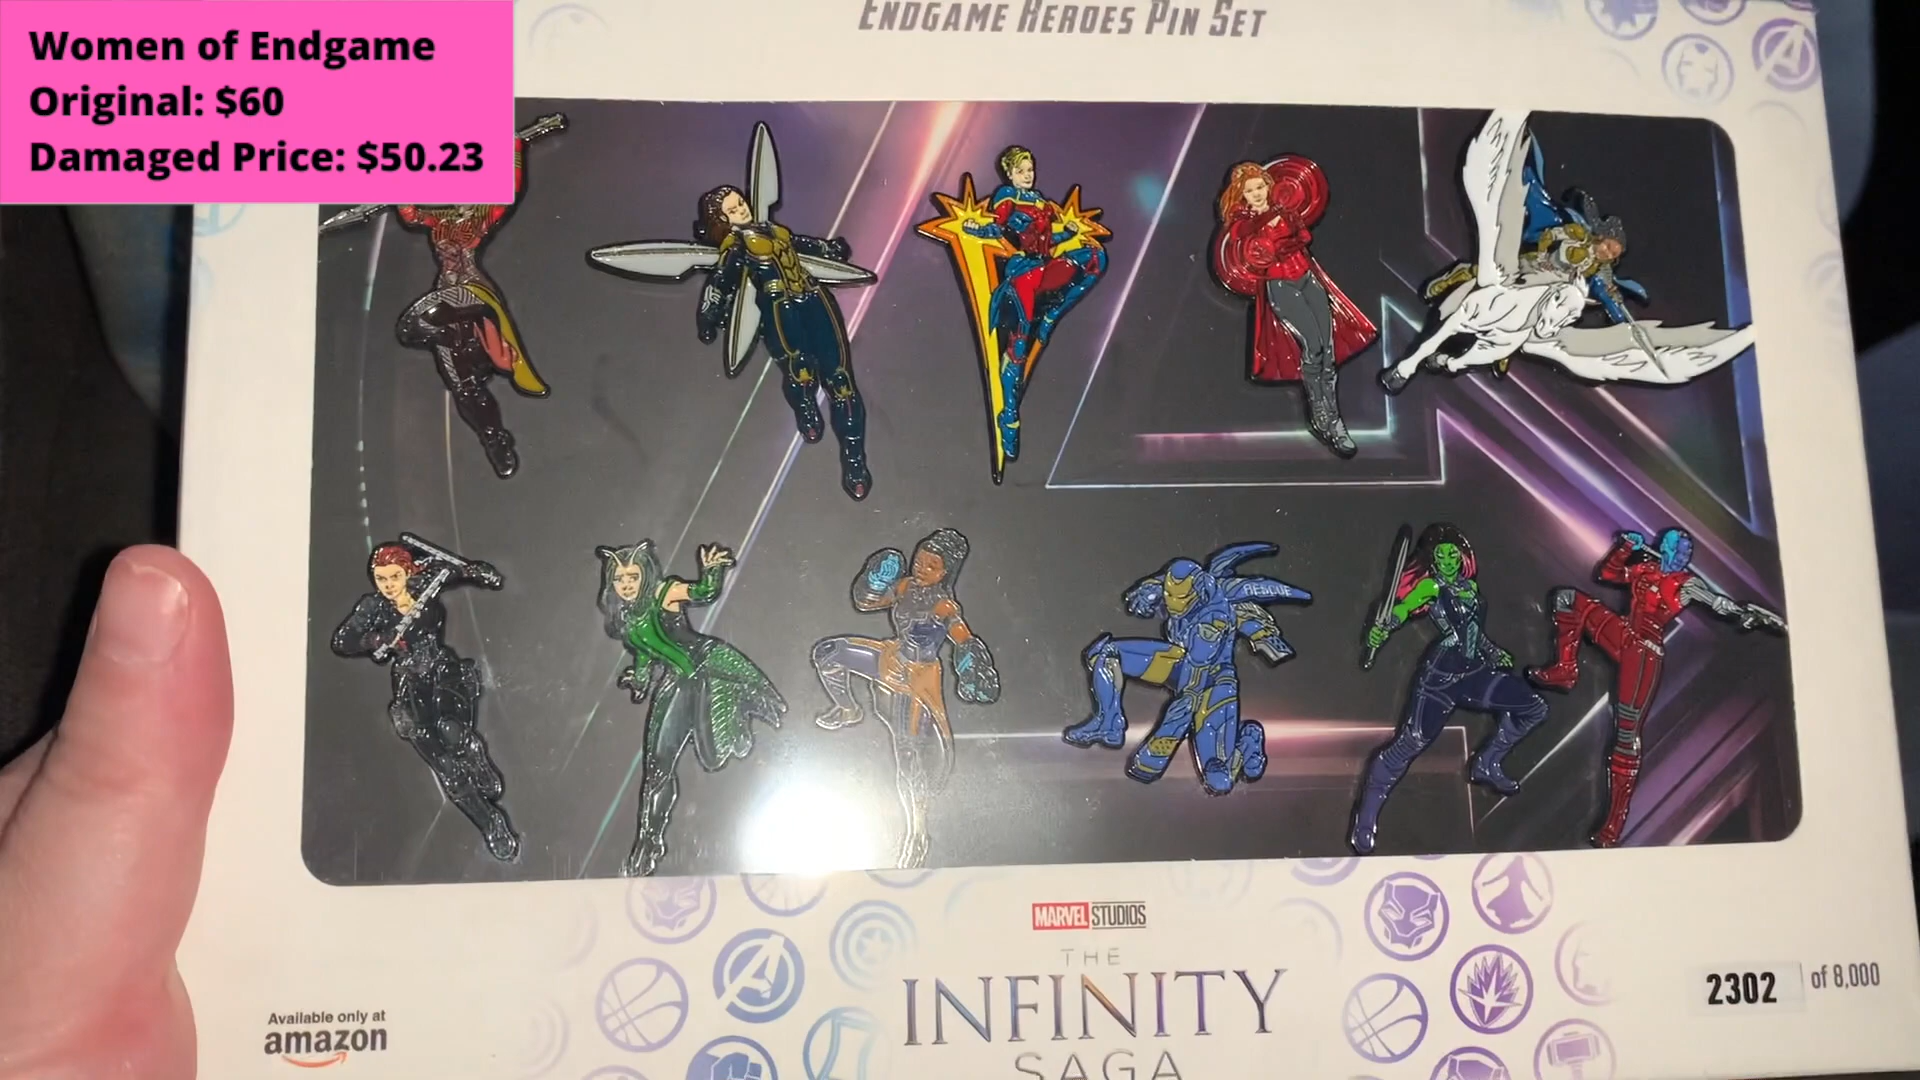 Women of Endgame
Original: $60
Damaged Price: $50.23
ENDGAME HEROES PIN SET
RESCUE
MARVEL STUDIOS
THE
INFINITY
SAGA
Available only at
amazon
2302 of 8,000